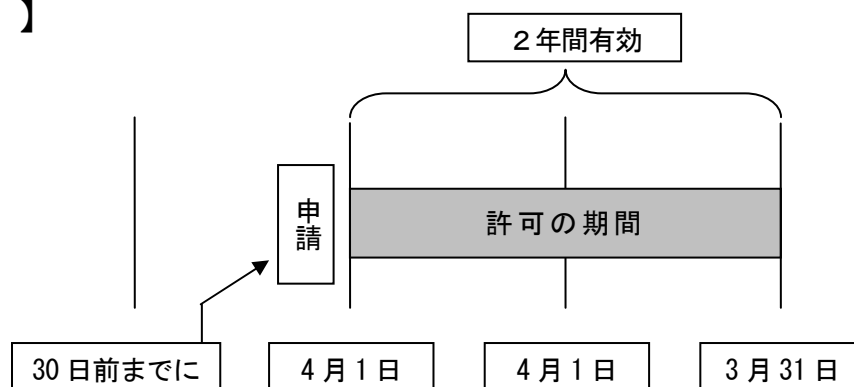 】
２年間有効
申請
許可の期間
30日前までに
4月1日
4月1日
3月31日